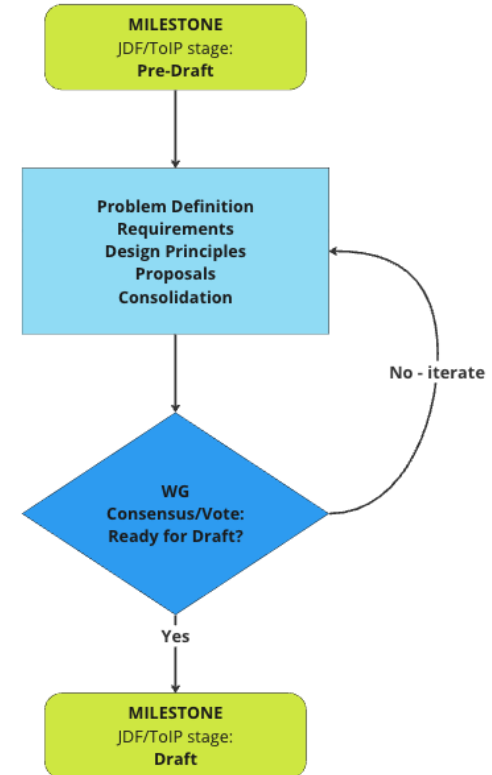 MILESTONE
JDF/ToIP stage:
Pre-Draft
Problem Definition
Requirements
Design Principles
Proposals
Consolidation
No - iterate
WG
Consensus/Vote:
Ready for Draft?
Yes
MILESTONE
JDF/ToIP stage:
Draft